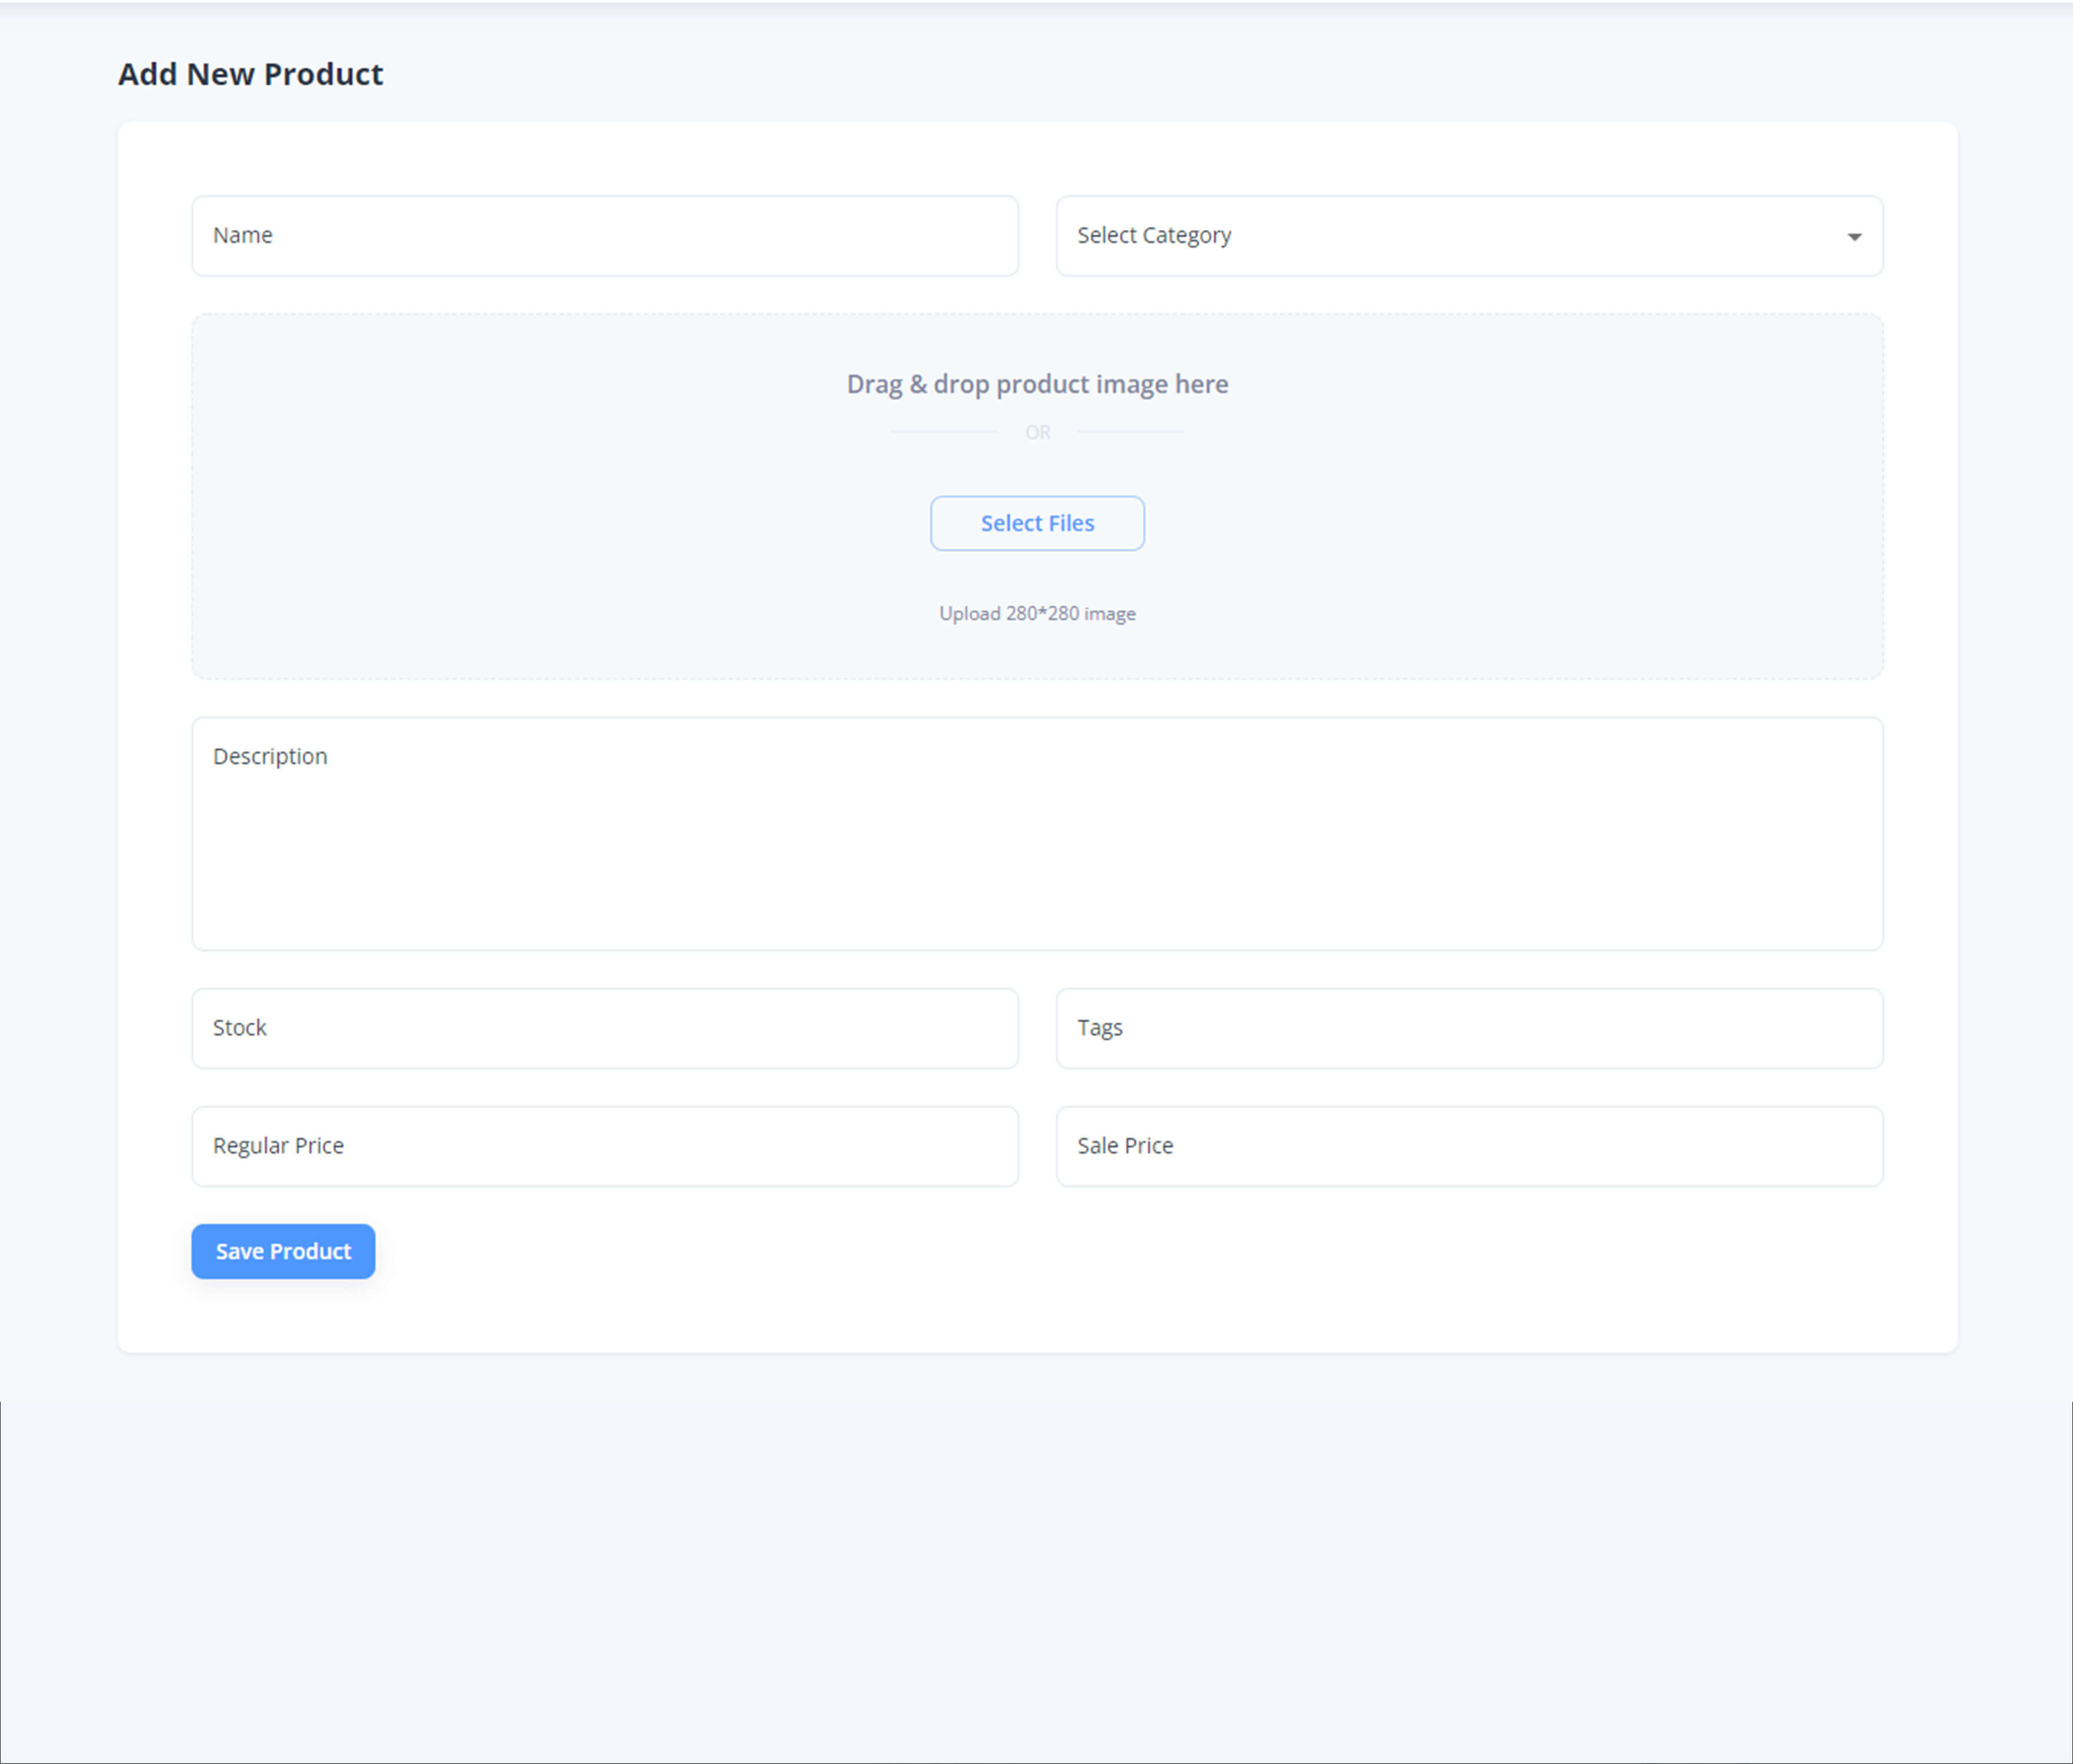 Add New Product
Name
Select Category
Drag & drop product image here
OR
Select Files
Upload 280*280 image
Description
Stock
Tags
Regular Price
Sale Price
Save Product